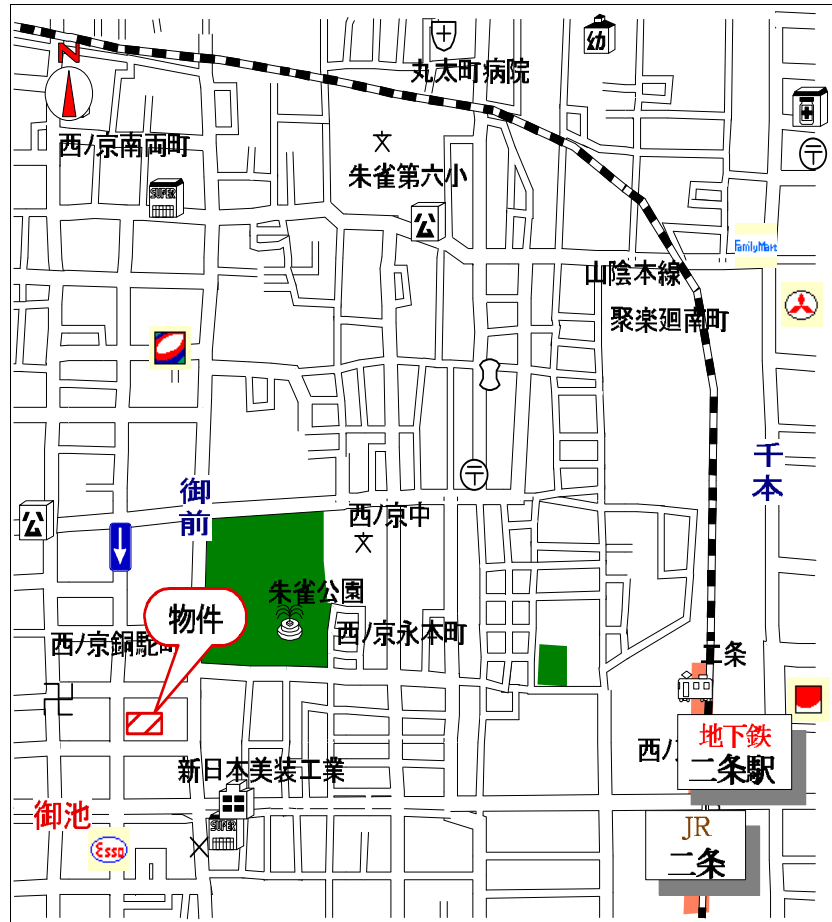 幼
丸太町病院
N
西ノ京南両町
〒
朱雀第六小
SUPER
公
FamilyMart
山陰本線
聚楽廻南町
千本
〒
御前
公
西ノ京中
朱雀公園
物件
西ノ京永本町
西ノ京銅駝町
二条
西ノ
地下鉄
二条駅
新日本美装工業
御池
SUPER
Esso
JR
二条